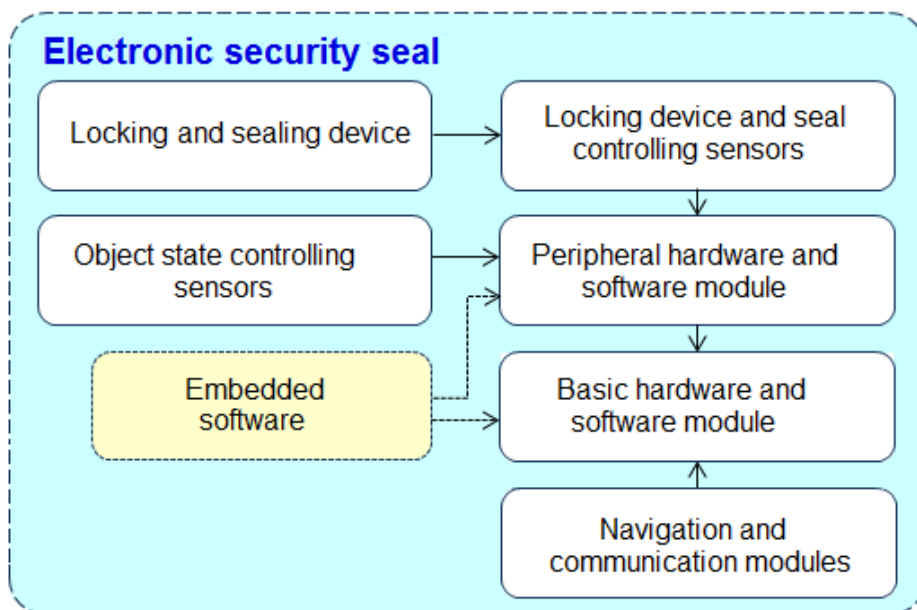 Electronic security seal
Locking and sealing device
Locking device and seal
controlling sensors
Object state controlling
sensors
Peripheral hardware and
software module
Embedded
software
Basic hardware and
software module
Navigation and
communication modules